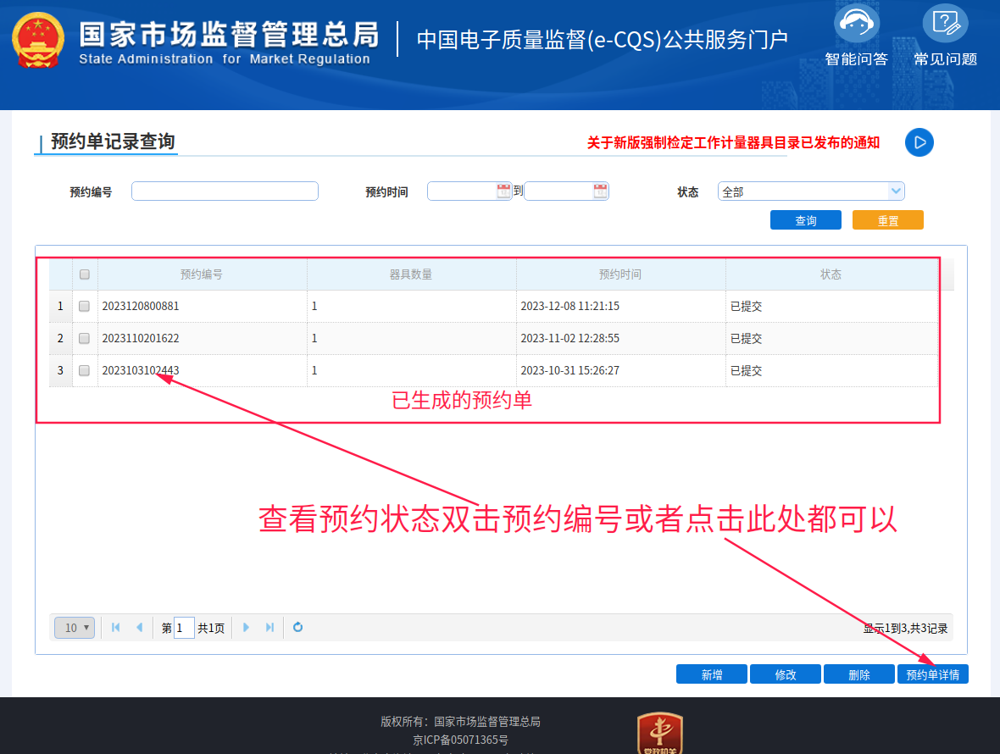 国家市场监督管理总局
State Administration for Market Regulation
中国电子质量监督(e-CQS)公共服务门户
智能问答
常见问题
预约单记录查询
关于新版强制检定工作计量器具目录已发布的通知
预约编号 预约时间 到 状态 全部
查询 重置
预约编号 器具数量 预约时间 状态
1 2023120800881 1 2023-12-08 11:21:15 已提交
2 2023110201622 1 2023-11-02 12:28:55 已提交
3 2023103102443 1 2023-10-31 15:26:27 已提交
已生成的预约单
查看预约状态双击预约编号或者点击此处都可以
10 第 1 共1页 显示1到3,共3记录
新增 修改 删除 预约单详情
版权所有：国家市场监督管理总局
京ICP备05071365号
党政机关